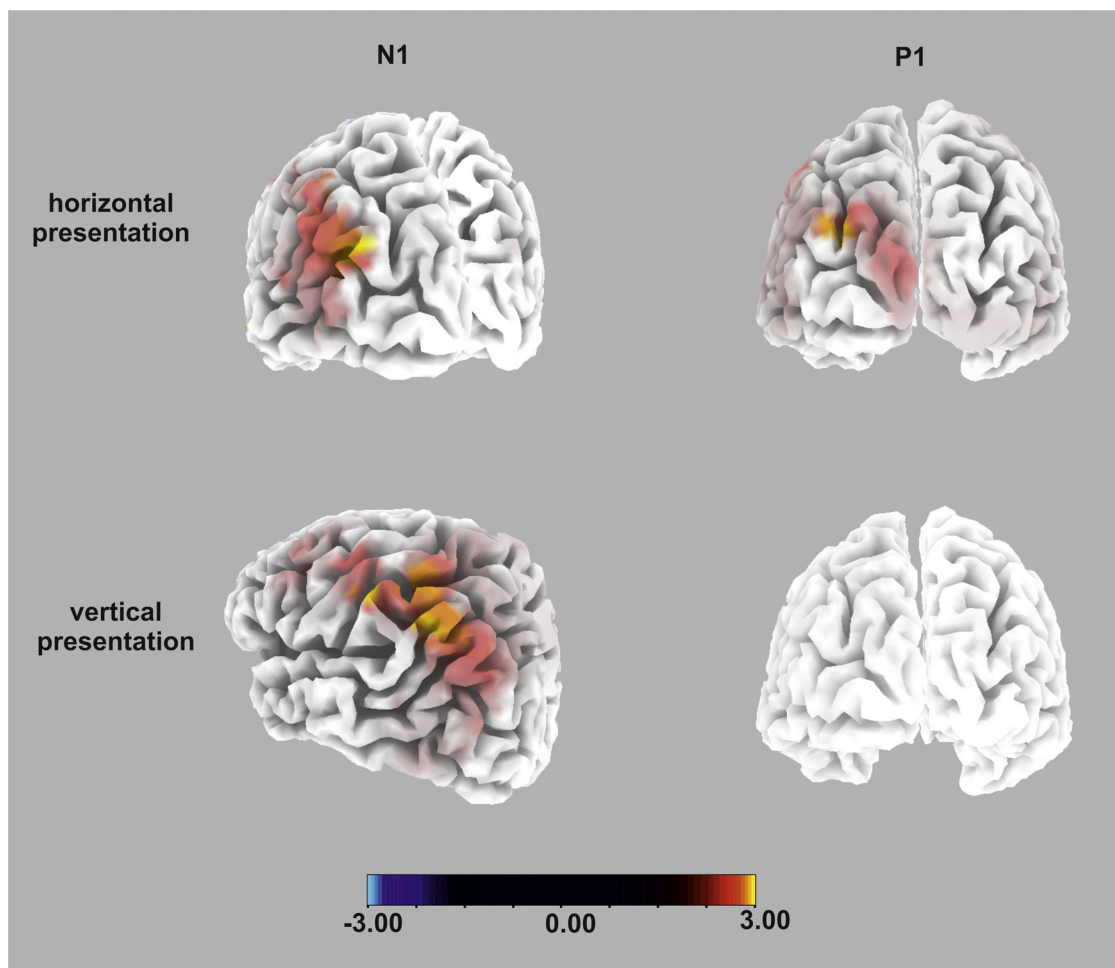 N1
P1
horizontal
presentation
vertical
presentation
-3.00
0.00
3.00